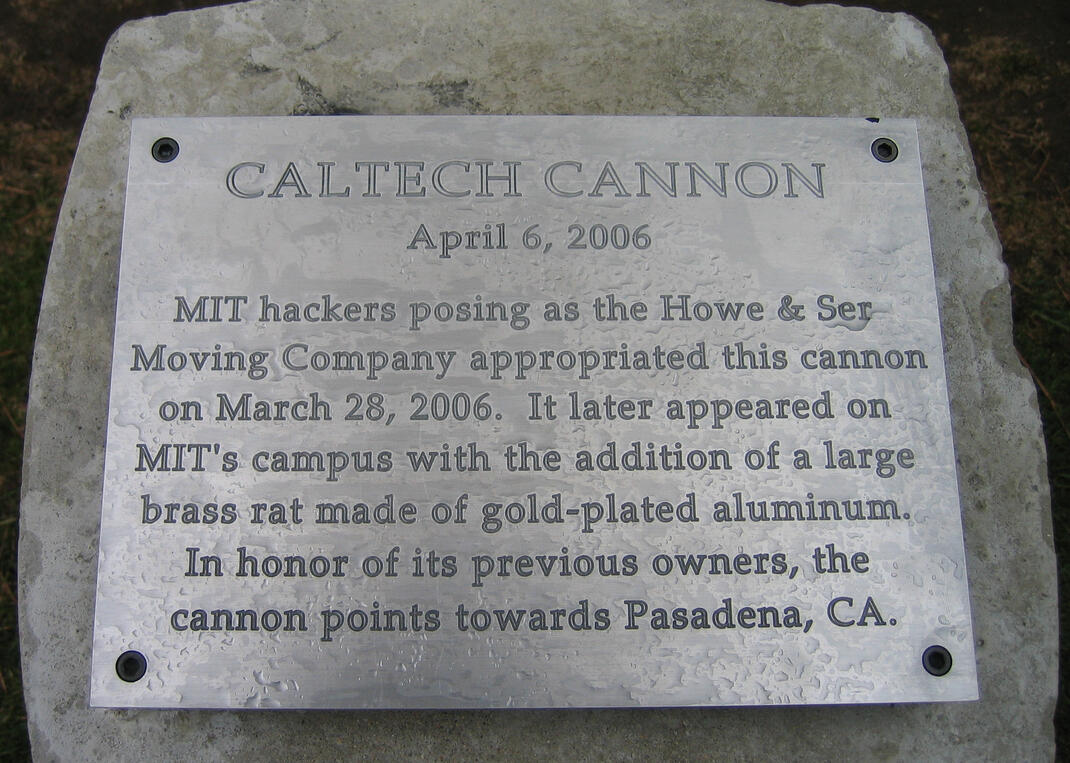 CALTECH CANNON
April 6, 2006
MIT hackers posing as the Howe & Ser
Moving Company appropriated this cannon
on March 28, 2006.  It later appeared on
MIT's campus with the addition of a large
brass rat made of gold-plated aluminum.
In honor of its previous owners, the
cannon points towards Pasadena, CA.